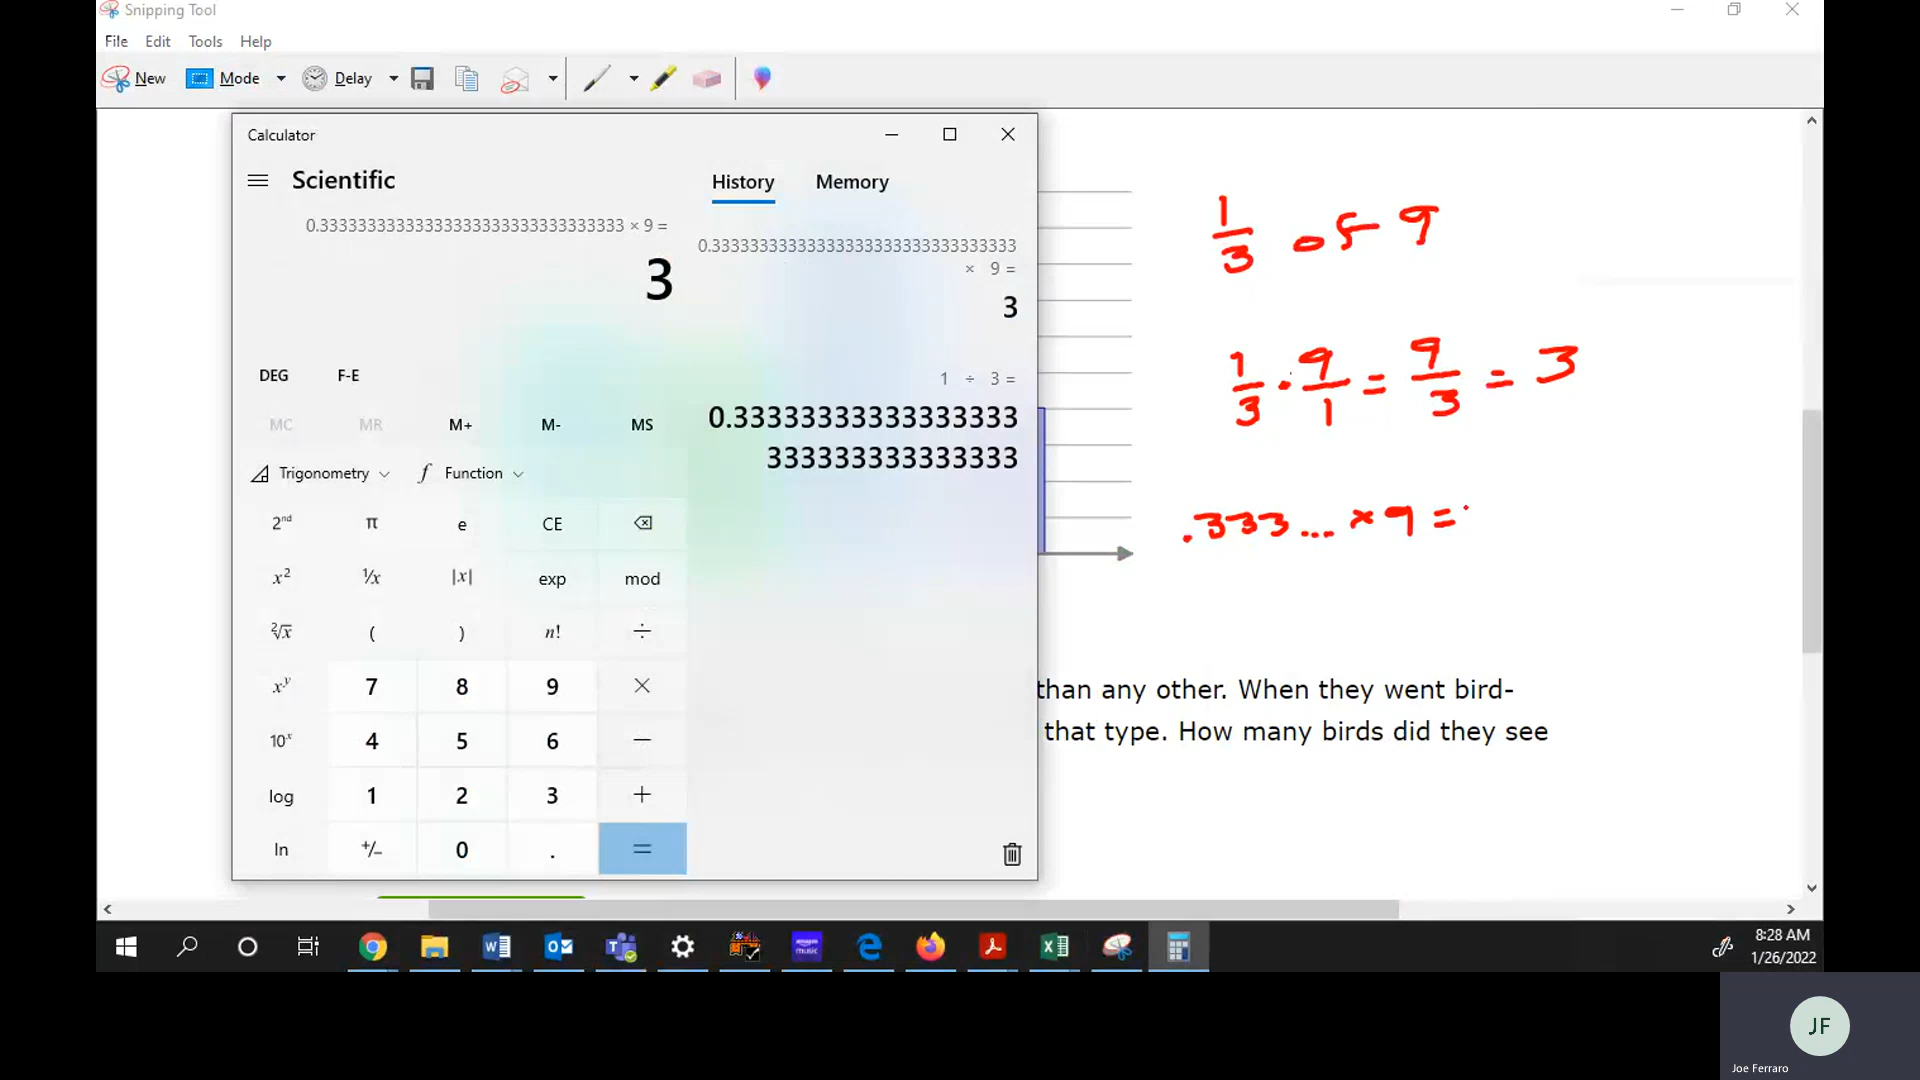 Snipping Tool
File Edit Tools Help
New Mode Delay
Calculator
Scientific
History Memory
0.33333333333333333333333333333333 × 9 =
3
0.33333333333333333333333333333333
× 9 =
3
1 ÷ 3 =
0.33333333333333333
333333333333333
DEG F-E
MC MR M+ M- MS
Trigonometry f Function
2nd π e CE
x² ¹/x |x| exp mod
²√x ( ) n! ÷
xʸ 7 8 9 ×
10ˣ 4 5 6 −
log 1 2 3 +
ln +/− 0 . =
1/3 of 9
1/3 · 9/1 = 9/3 = 3
.333... × 9 =
than any other. When they went bird-
that type. How many birds did they see
amazon music
8:28 AM
1/26/2022
JF
Joe Ferraro